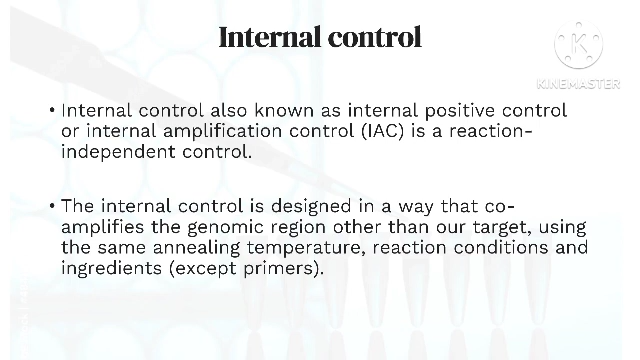 Internal control
K
KINEMASTER
• Internal control also known as internal positive control
or internal amplification control (IAC) is a reaction-
independent control.
• The internal control is designed in a way that co-
amplifies the genomic region other than our target, using
the same annealing temperature, reaction conditions and
ingredients (except primers).